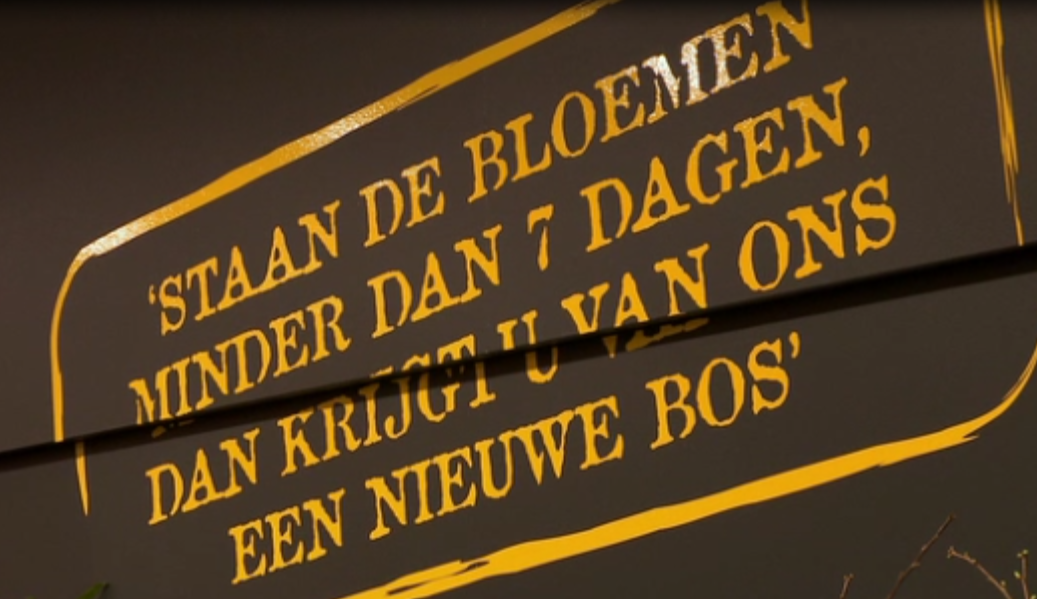 ‘STAAN DE BLOEMEN
MINDER DAN 7 DAGEN,
DAN KRIJGT U VAN ONS
EEN NIEUWE BOS’